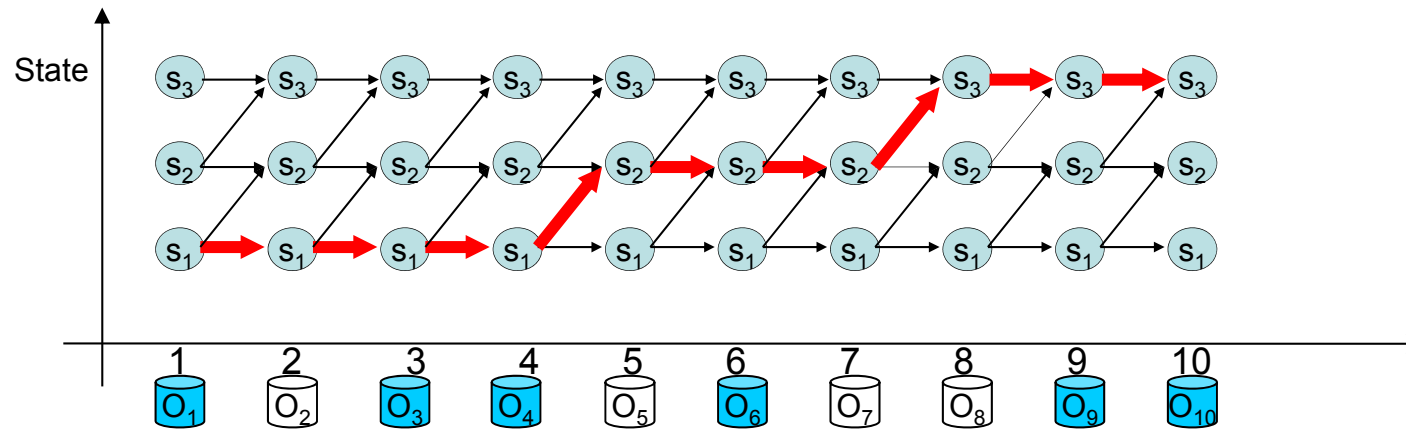 State
s₃ s₃ s₃ s₃ s₃ s₃ s₃ s₃ s₃ s₃
s₂ s₂ s₂ s₂ s₂ s₂ s₂ s₂ s₂ s₂
s₁ s₁ s₁ s₁ s₁ s₁ s₁ s₁ s₁ s₁
1 2 3 4 5 6 7 8 9 10
O₁ O₂ O₃ O₄ O₅ O₆ O₇ O₈ O₉ O₁₀